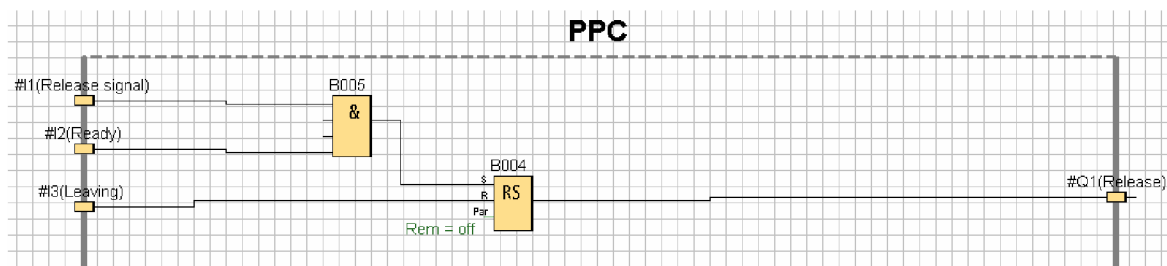 PPC
#I1(Release signal)
B005
&
#I2(Ready)
B004
#I3(Leaving)
S
RS
R
Par
Rem = off
#Q1(Release)